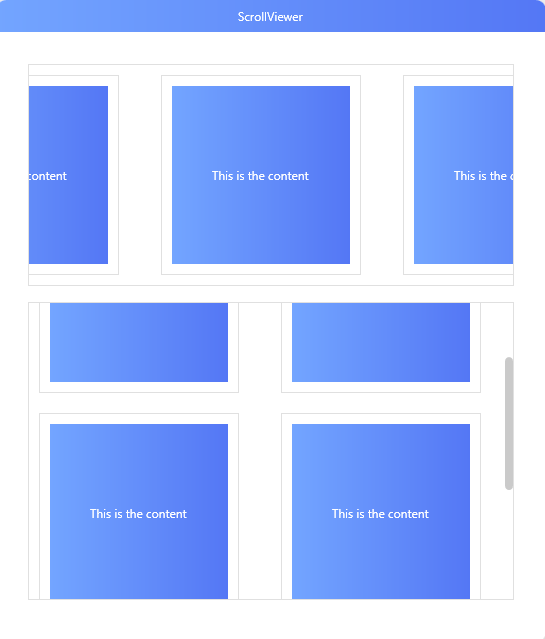 ScrollViewer
content
This is the content
This is the
This is the content
This is the content